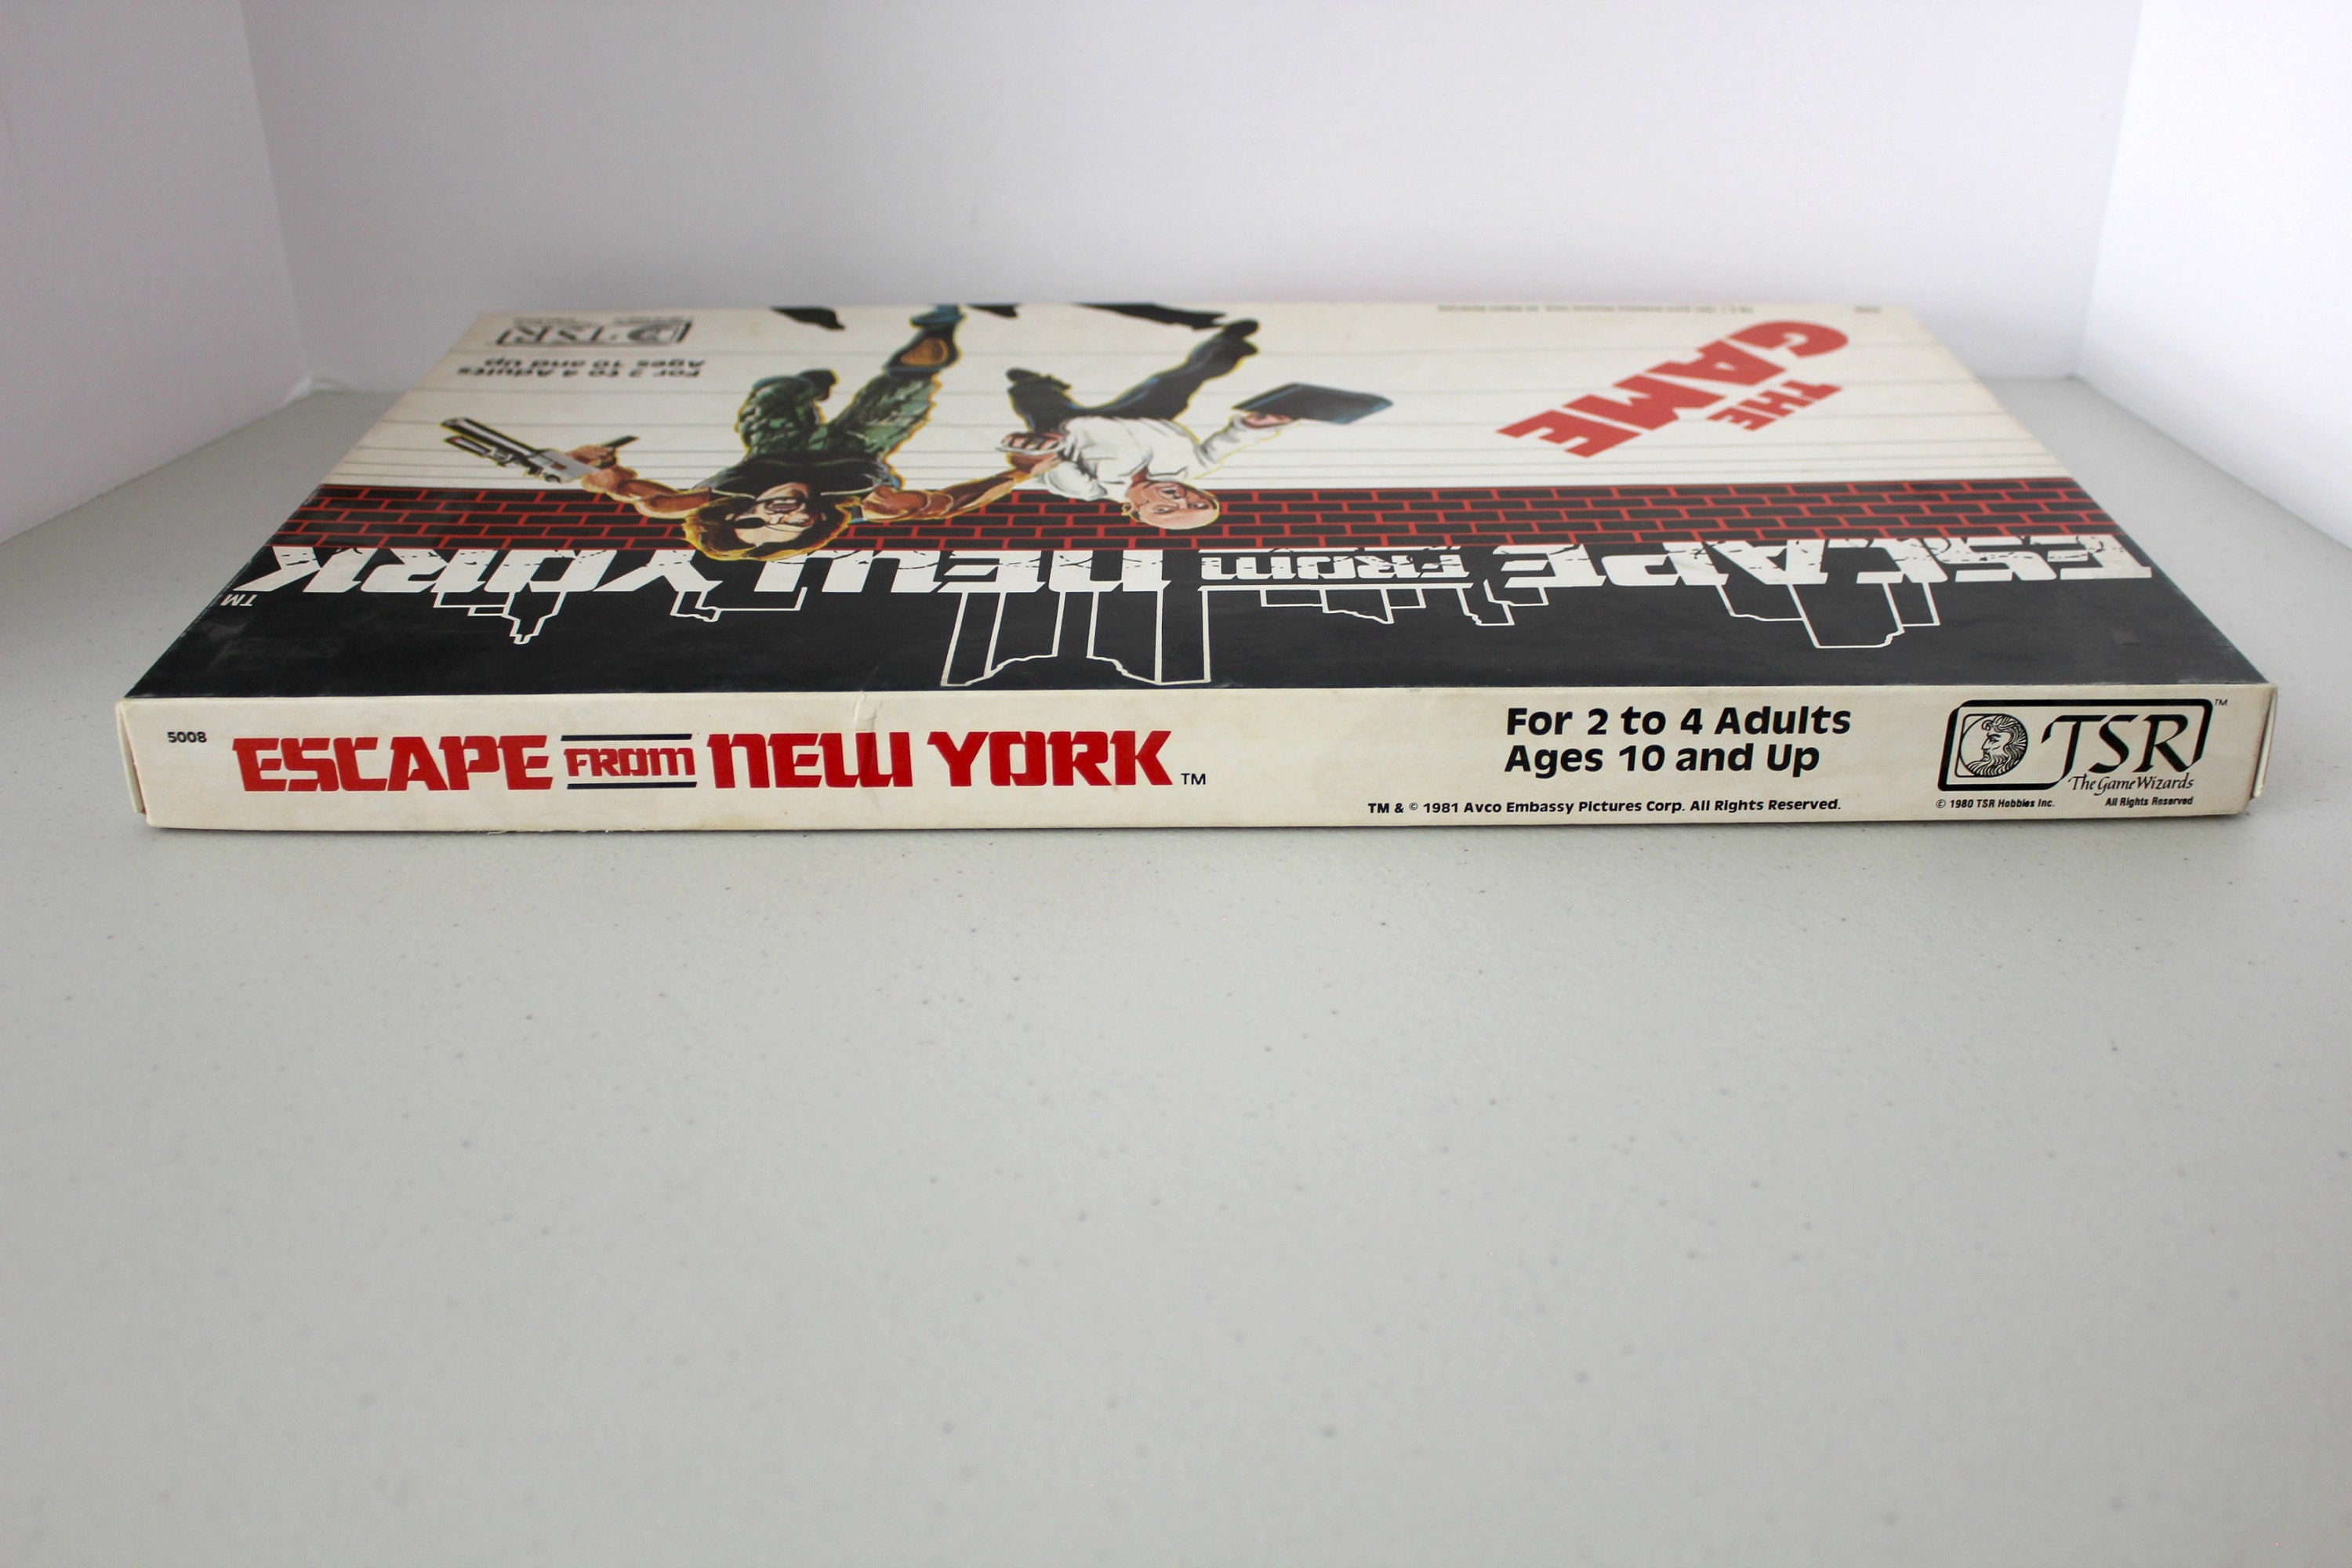 TSR
For 2 to 4 Adults
Ages 10 and Up
THE
GAME
ESCAPE FROM NEW YORK
TM
5008
ESCAPE FROM NEW YORK TM
For 2 to 4 Adults
Ages 10 and Up
TM & © 1981 Avco Embassy Pictures Corp. All Rights Reserved.
TSR TM
The Game Wizards
© 1980 TSR Hobbies Inc. All Rights Reserved